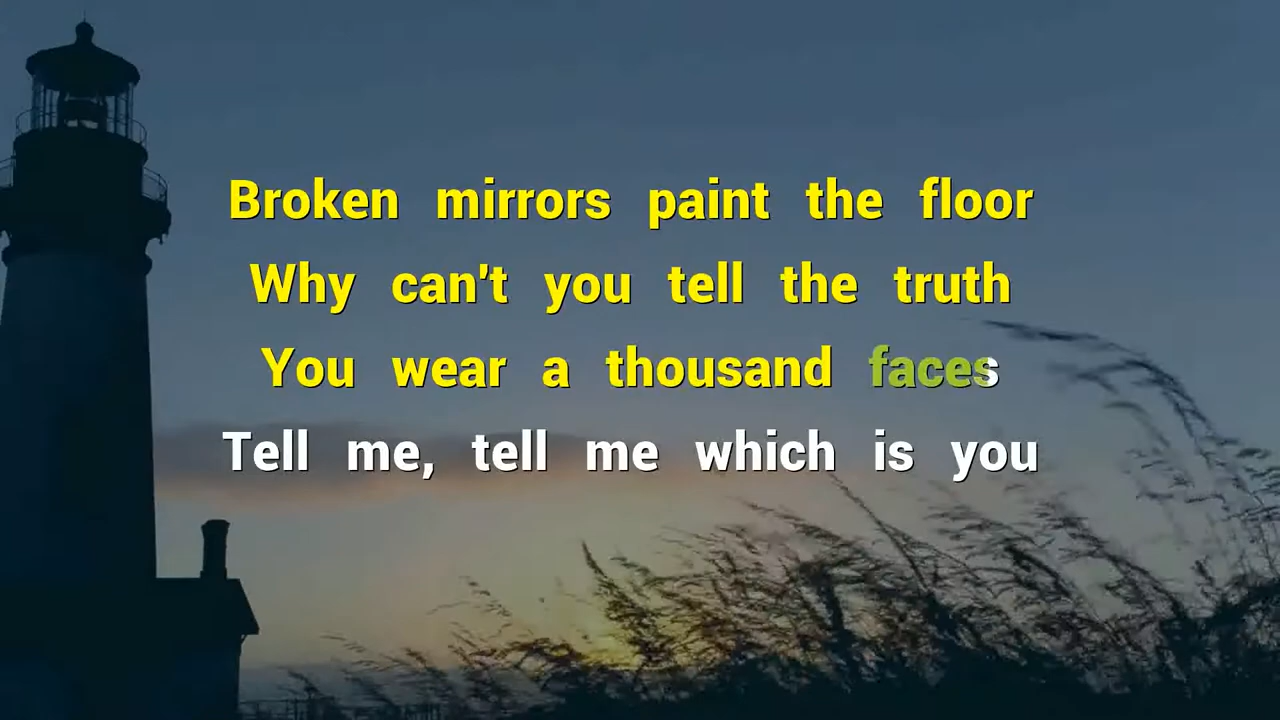 Broken mirrors paint the floor
Why can't you tell the truth
You wear a thousand faces
Tell me, tell me which is you